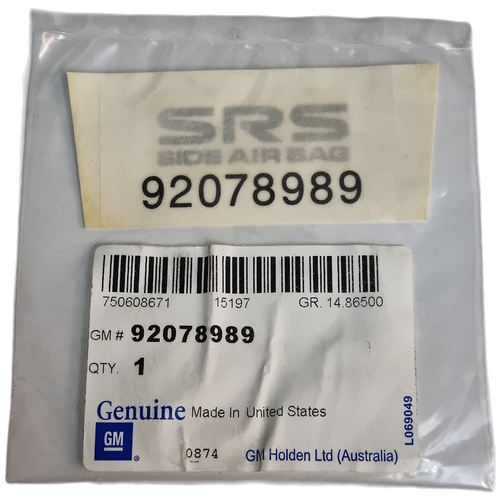 SRS
SIDE AIR BAG
92078989
750608671 15197 GR. 14.86500
GM # 92078989
QTY. 1
Genuine Made In United States
GM 0874 GM Holden Ltd (Australia)
L069049